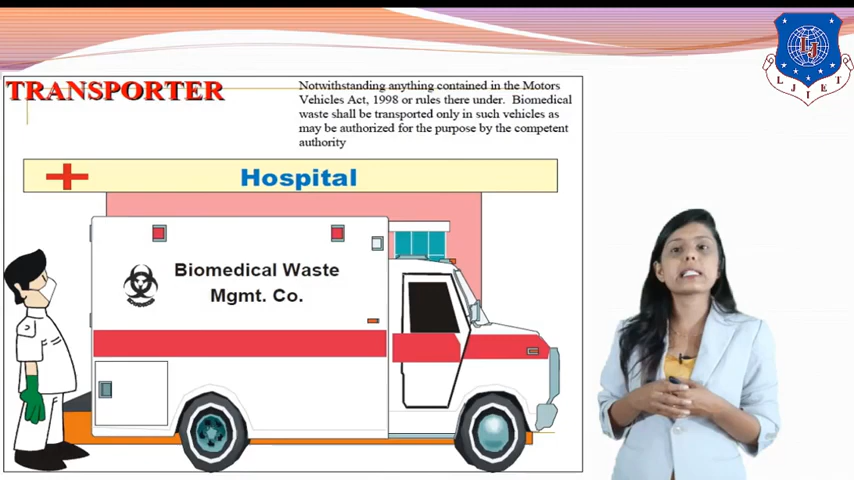 TRANSPORTER
Notwithstanding anything contained in the Motors
Vehicles Act, 1998 or rules there under. Biomedical
waste shall be transported only in such vehicles as
may be authorized for the purpose by the competent
authority
Hospital
Biomedical Waste
Mgmt. Co.
LJ
LJIET